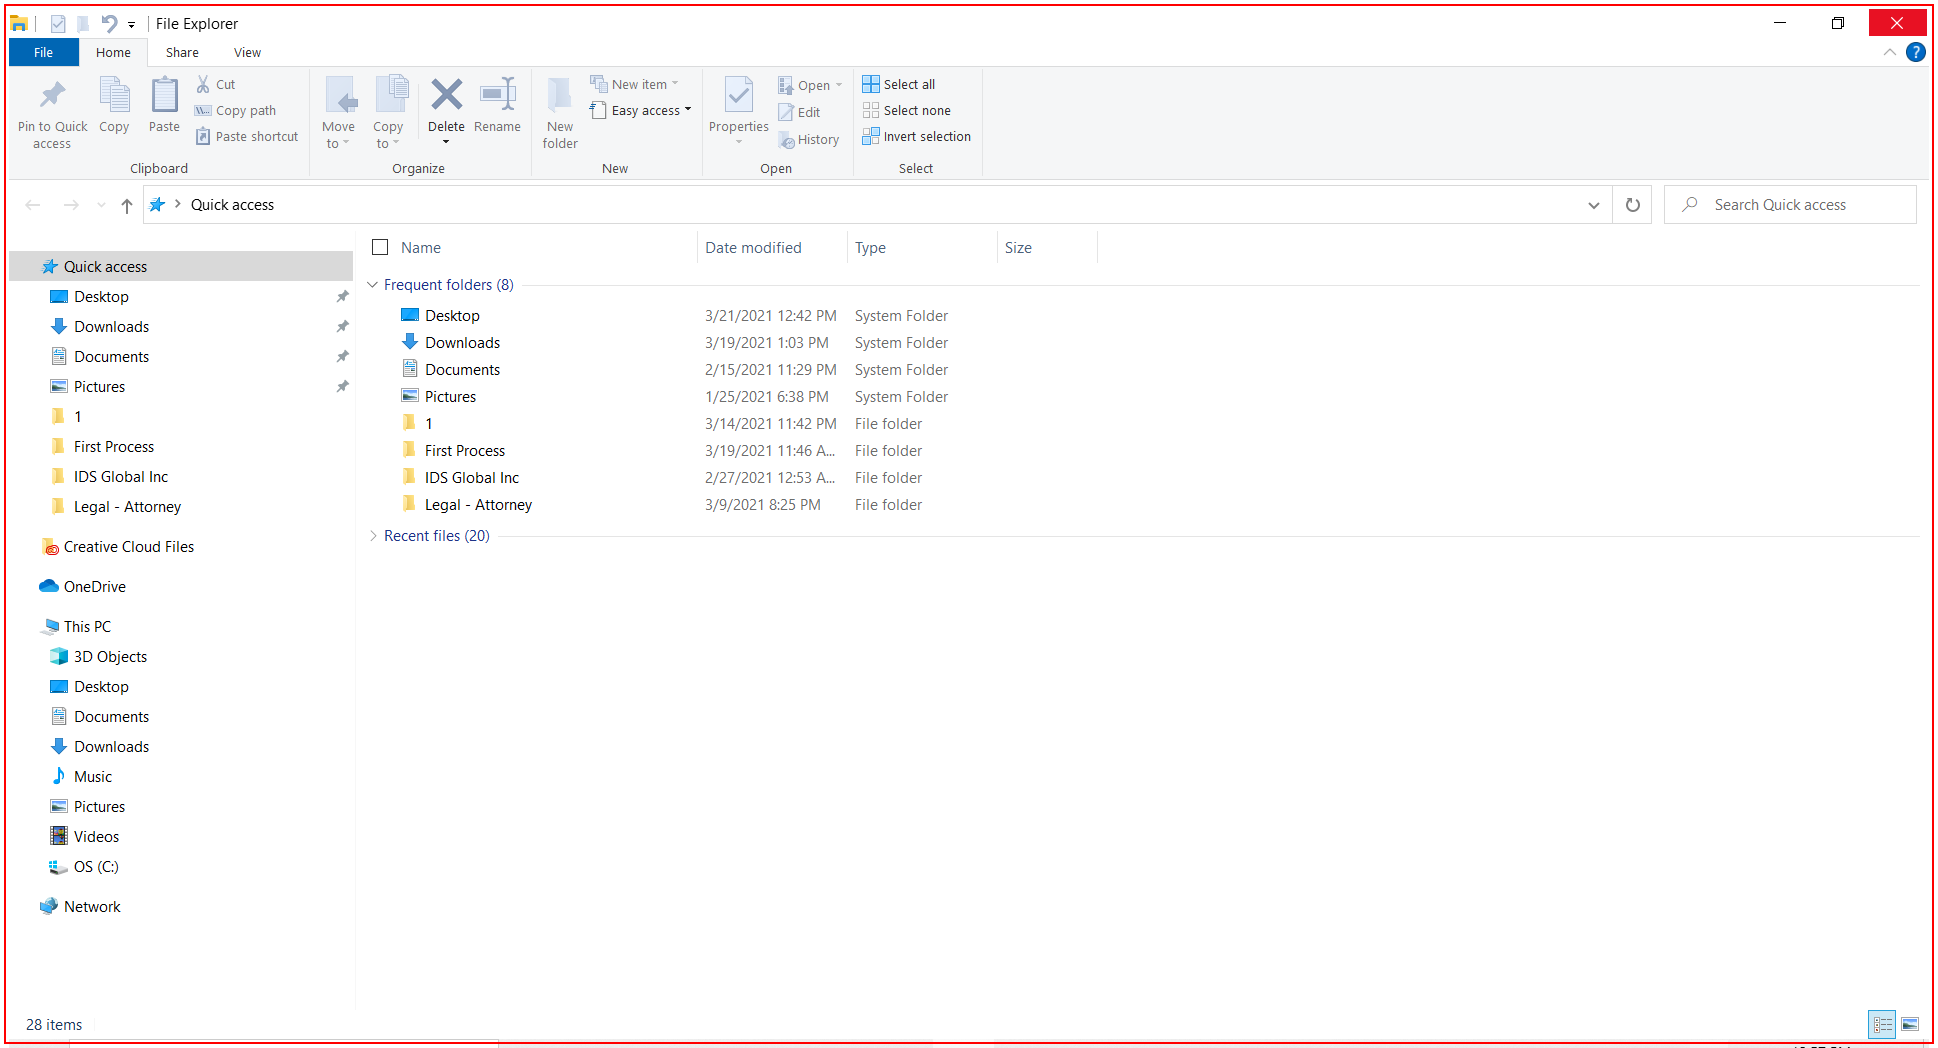 File Explorer
File Home Share View
Pin to Quick access
Copy
Paste
Cut
Copy path
Paste shortcut
Clipboard
Move to
Copy to
Delete
Rename
Organize
New folder
New item
Easy access
New
Properties
Open
Edit
History
Open
Select all
Select none
Invert selection
Select
Quick access
Search Quick access
Quick access
Desktop
Downloads
Documents
Pictures
1
First Process
IDS Global Inc
Legal - Attorney
Creative Cloud Files
OneDrive
This PC
3D Objects
Desktop
Documents
Downloads
Music
Pictures
Videos
OS (C:)
Network
Name Date modified Type Size
Frequent folders (8)
Desktop 3/21/2021 12:42 PM System Folder
Downloads 3/19/2021 1:03 PM System Folder
Documents 2/15/2021 11:29 PM System Folder
Pictures 1/25/2021 6:38 PM System Folder
1 3/14/2021 11:42 PM File folder
First Process 3/19/2021 11:46 A... File folder
IDS Global Inc 2/27/2021 12:53 A... File folder
Legal - Attorney 3/9/2021 8:25 PM File folder
Recent files (20)
28 items